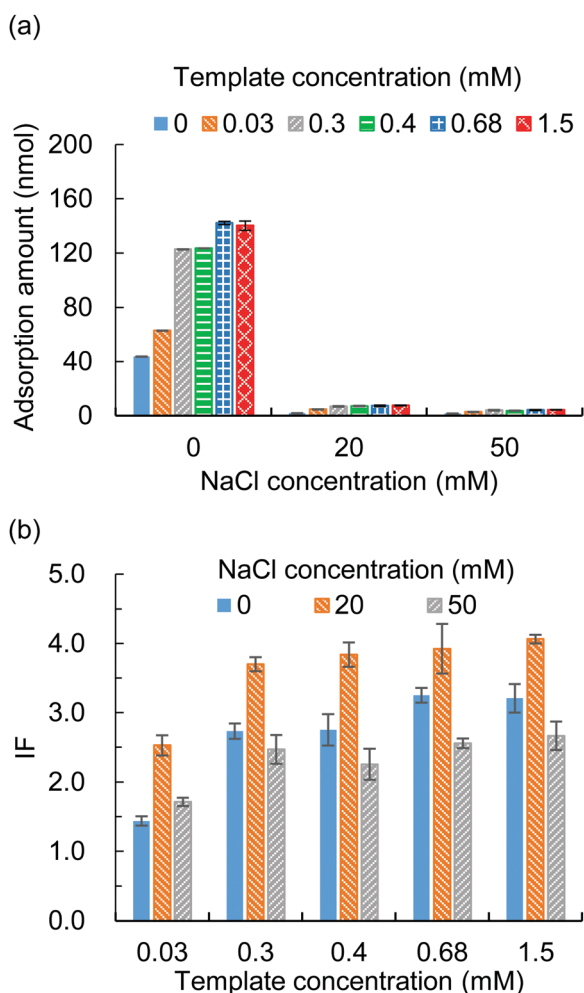 (a)
Template concentration (mM)
0 0.03 0.3 0.4 0.68 1.5
Adsorption amount (nmol)
200
160
120
80
40
0
0 20 50
NaCl concentration (mM)
(b)
NaCl concentration (mM)
0 20 50
IF
5.0
4.0
3.0
2.0
1.0
0.0
0.03 0.3 0.4 0.68 1.5
Template concentration (mM)